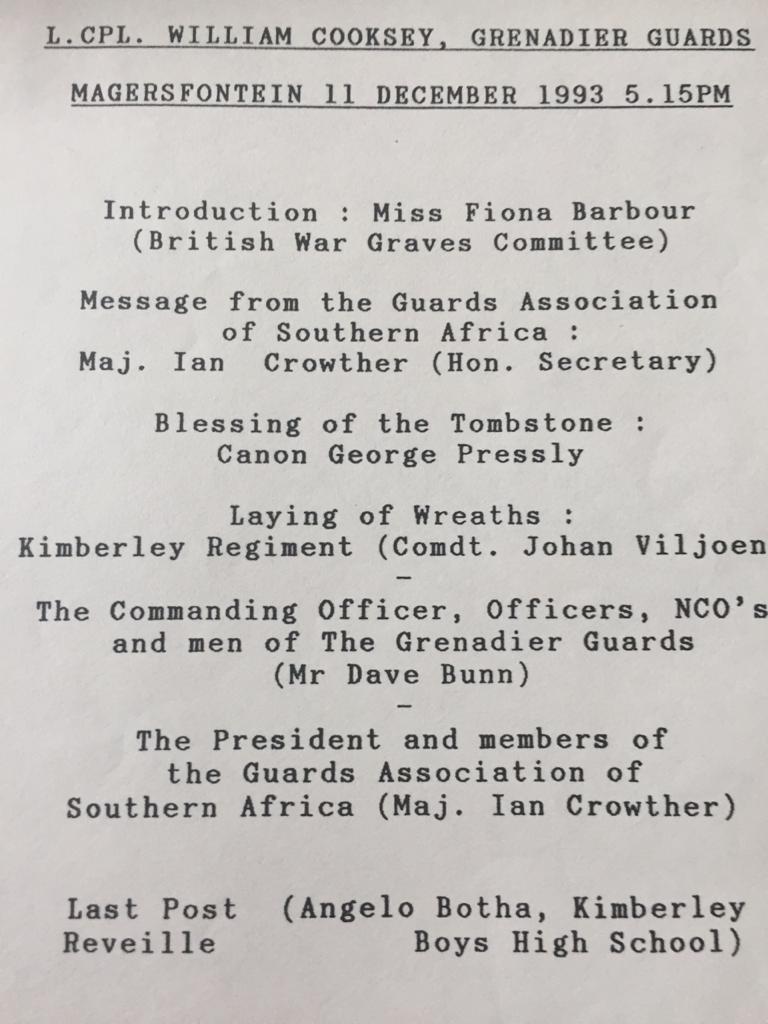 L.CPL. WILLIAM COOKSEY, GRENADIER GUARDS
MAGERSFONTEIN 11 DECEMBER 1993 5.15PM
Introduction : Miss Fiona Barbour
(British War Graves Committee)
Message from the Guards Association
of Southern Africa :
Maj. Ian Crowther (Hon. Secretary)
Blessing of the Tombstone :
Canon George Pressly
Laying of Wreaths :
Kimberley Regiment (Comdt. Johan Viljoen
–
The Commanding Officer, Officers, NCO's
and men of The Grenadier Guards
(Mr Dave Bunn)
–
The President and members of
the Guards Association of
Southern Africa (Maj. Ian Crowther)
Last Post (Angelo Botha, Kimberley
Reveille Boys High School)